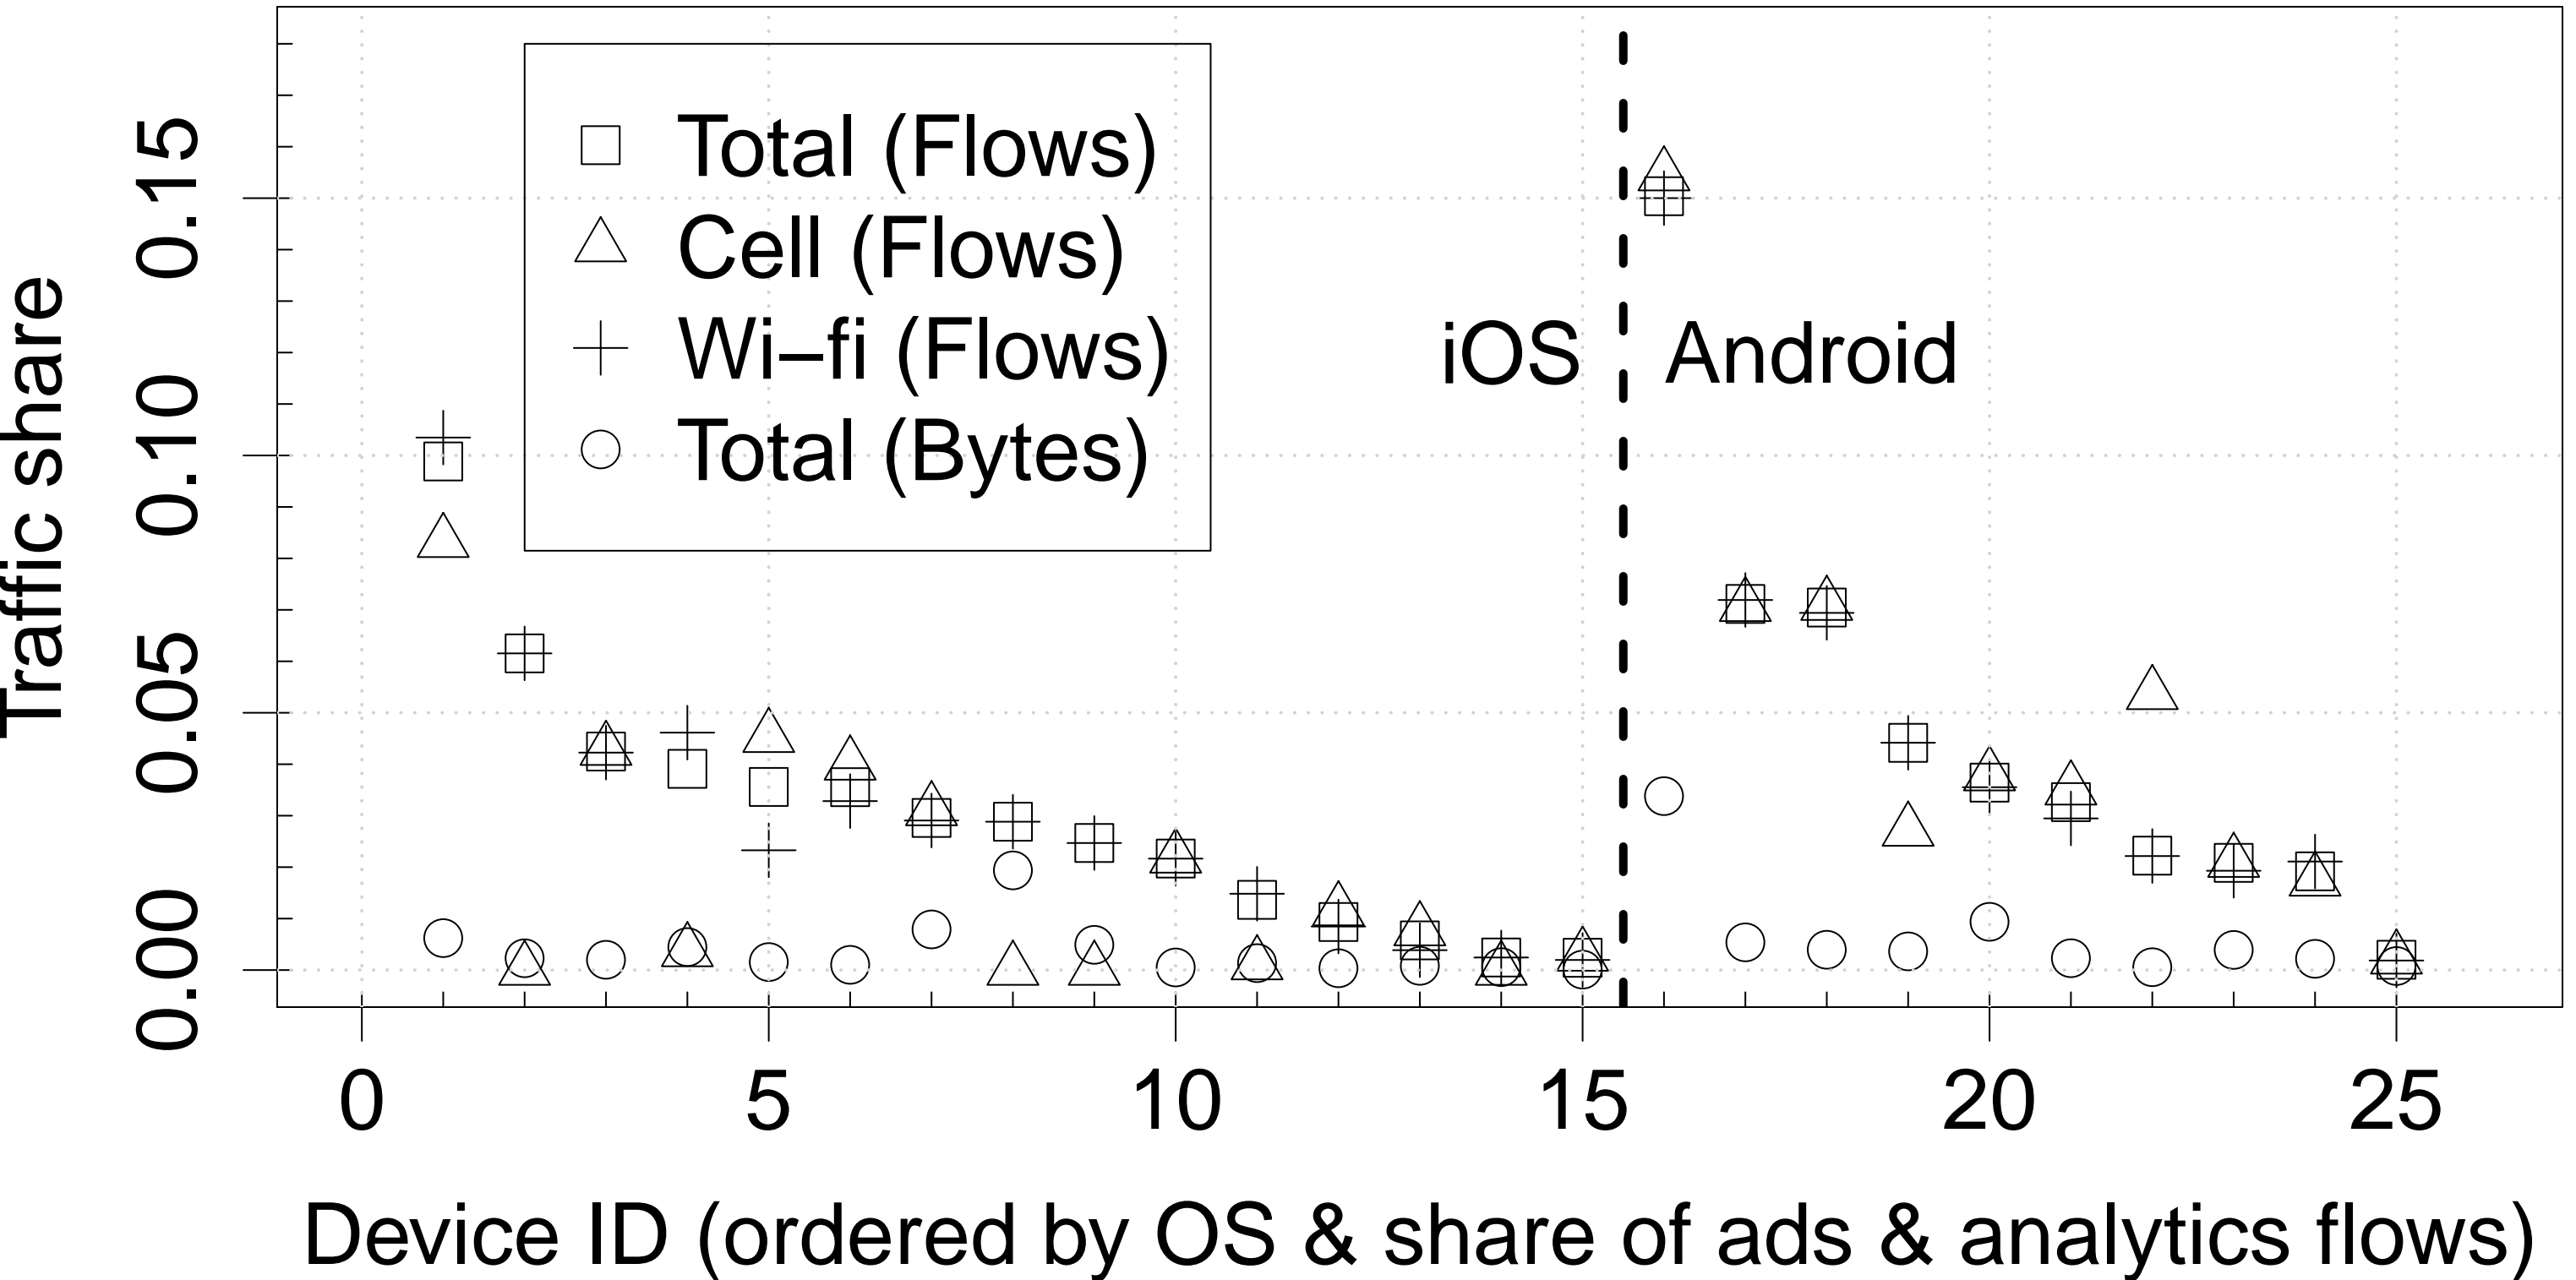 Traffic share
0.15
0.10
0.05
0.00
Total (Flows)
Cell (Flows)
Wi–fi (Flows)
Total (Bytes)
iOS
Android
0 5 10 15 20 25
Device ID (ordered by OS & share of ads & analytics flows)